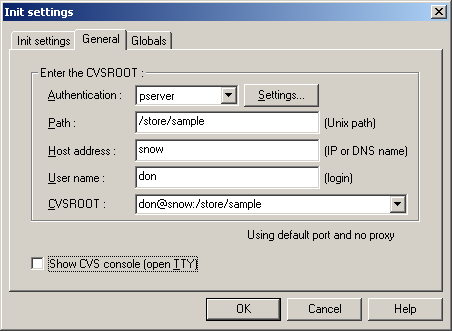 Init settings
Init settings General Globals
Enter the CVSROOT :
Authentication : pserver Settings...
Path : /store/sample (Unix path)
Host address : snow (IP or DNS name)
User name : don (login)
CVSROOT : don@snow:/store/sample
Using default port and no proxy
Show CVS console (open TTY)
OK Cancel Help